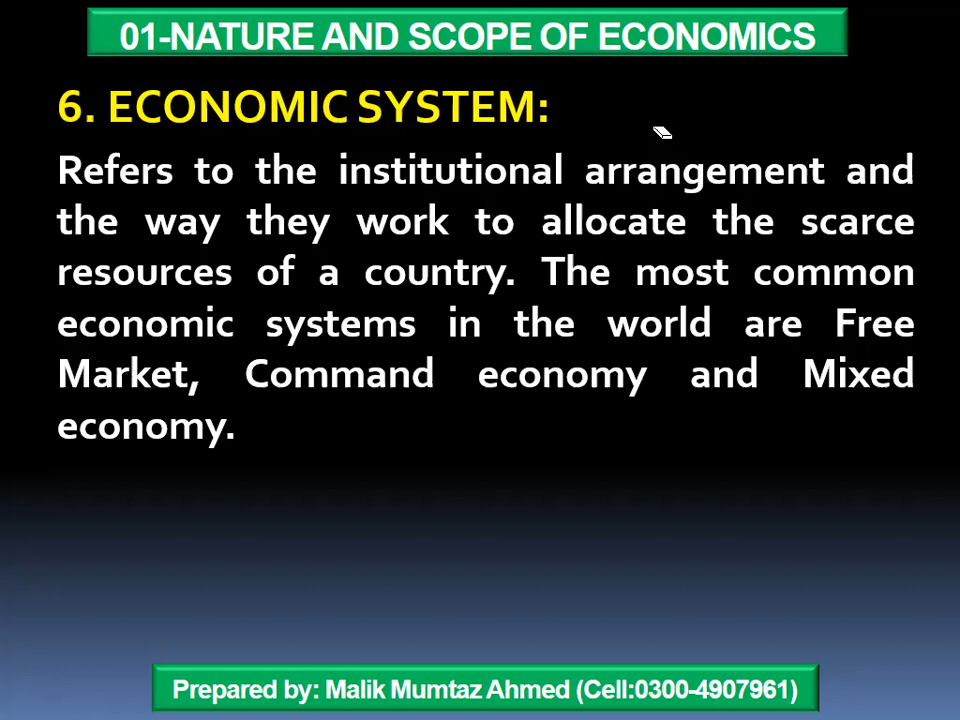 01-NATURE AND SCOPE OF ECONOMICS
6. ECONOMIC SYSTEM:
Refers to the institutional arrangement and
the way they work to allocate the scarce
resources of a country. The most common
economic systems in the world are Free
Market, Command economy and Mixed
economy.
Prepared by: Malik Mumtaz Ahmed (Cell:0300-4907961)